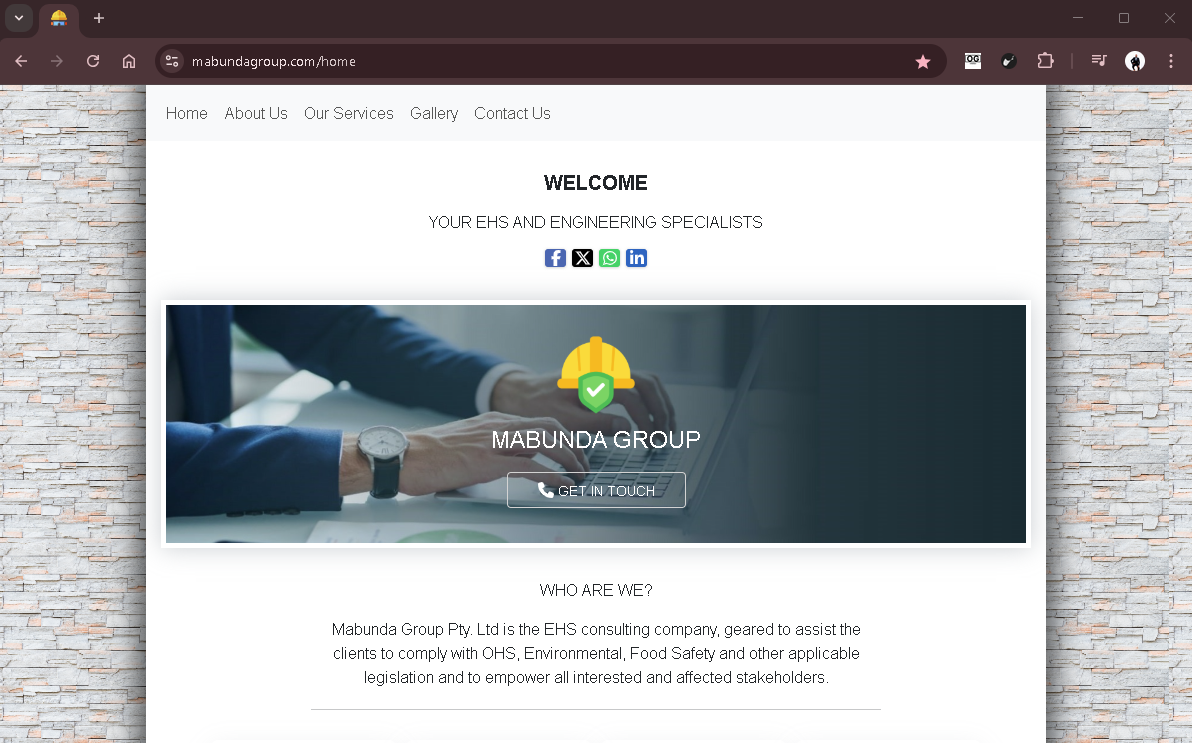 mabundagroup.com/home
OG
Home About Us Our Services Gallery Contact Us
WELCOME
YOUR EHS AND ENGINEERING SPECIALISTS
MABUNDA GROUP
GET IN TOUCH
WHO ARE WE?
Mabunda Group Pty. Ltd is the EHS consulting company, geared to assist the
clients to comply with OHS, Environmental, Food Safety and other applicable
legislation and to empower all interested and affected stakeholders.